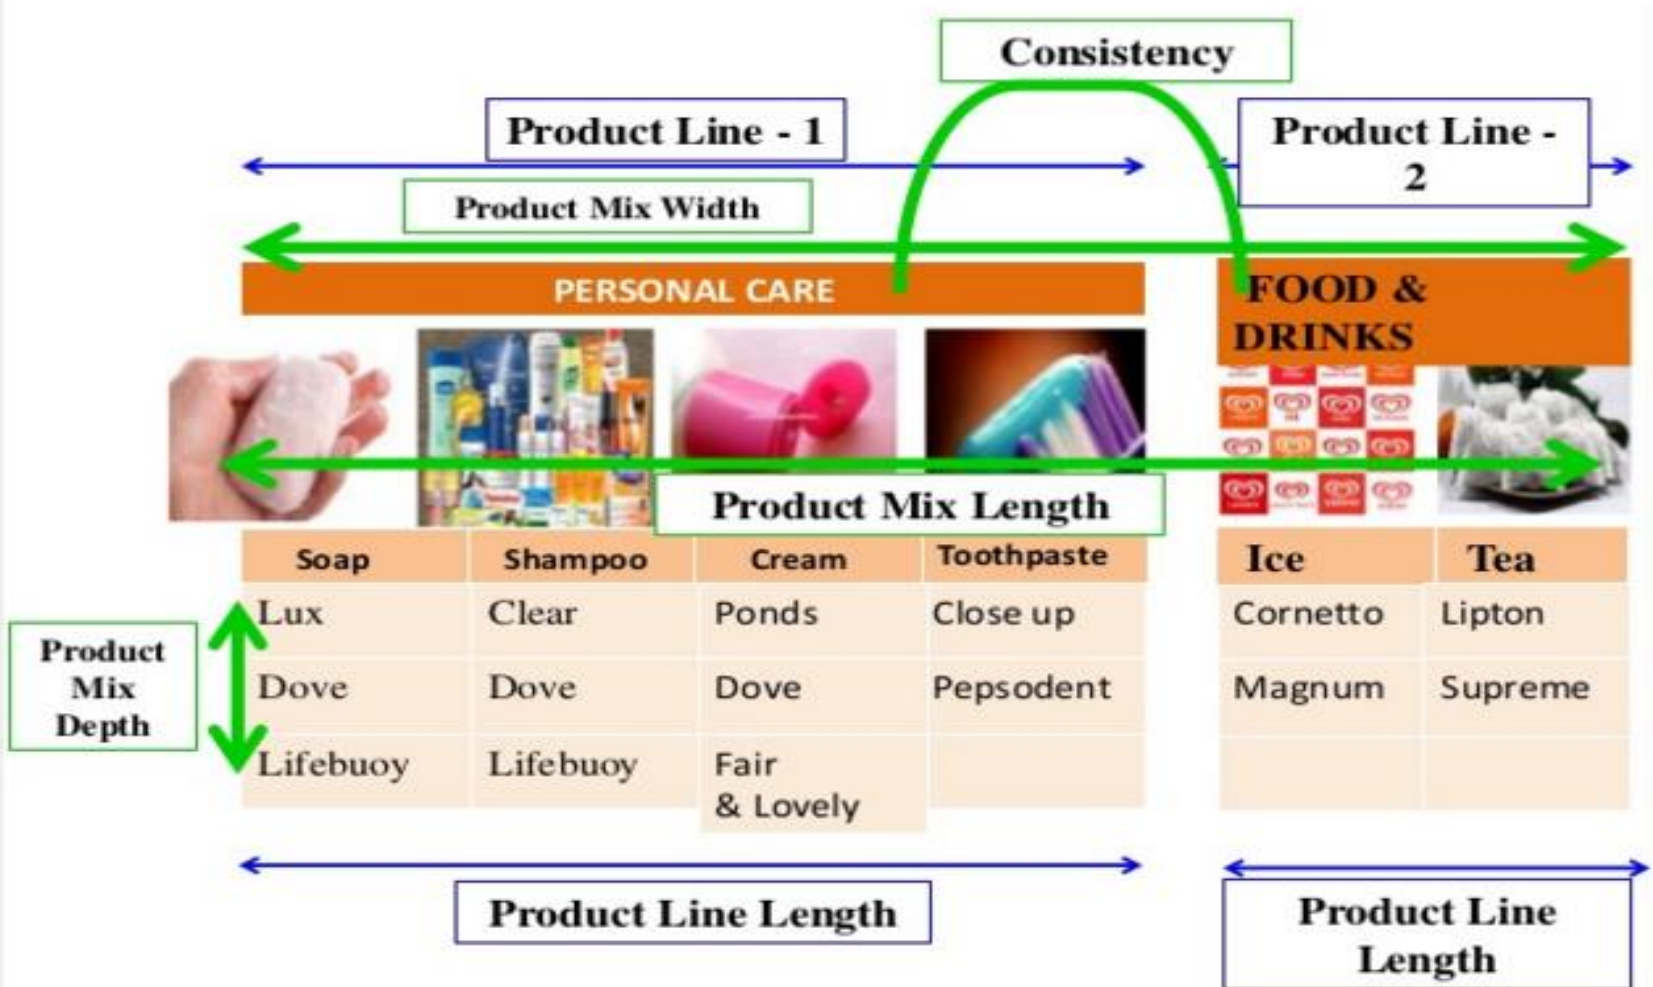 Consistency
Product Line - 1
Product Line -
2
Product Mix Width
PERSONAL CARE
FOOD &
DRINKS
Product Mix Length
Soap Shampoo Cream Toothpaste Ice Tea
Lux Clear Ponds Close up Cornetto Lipton
Product
Mix
Depth
Dove Dove Dove Pepsodent Magnum Supreme
Lifebuoy Lifebuoy Fair
& Lovely
Product Line Length
Product Line
Length